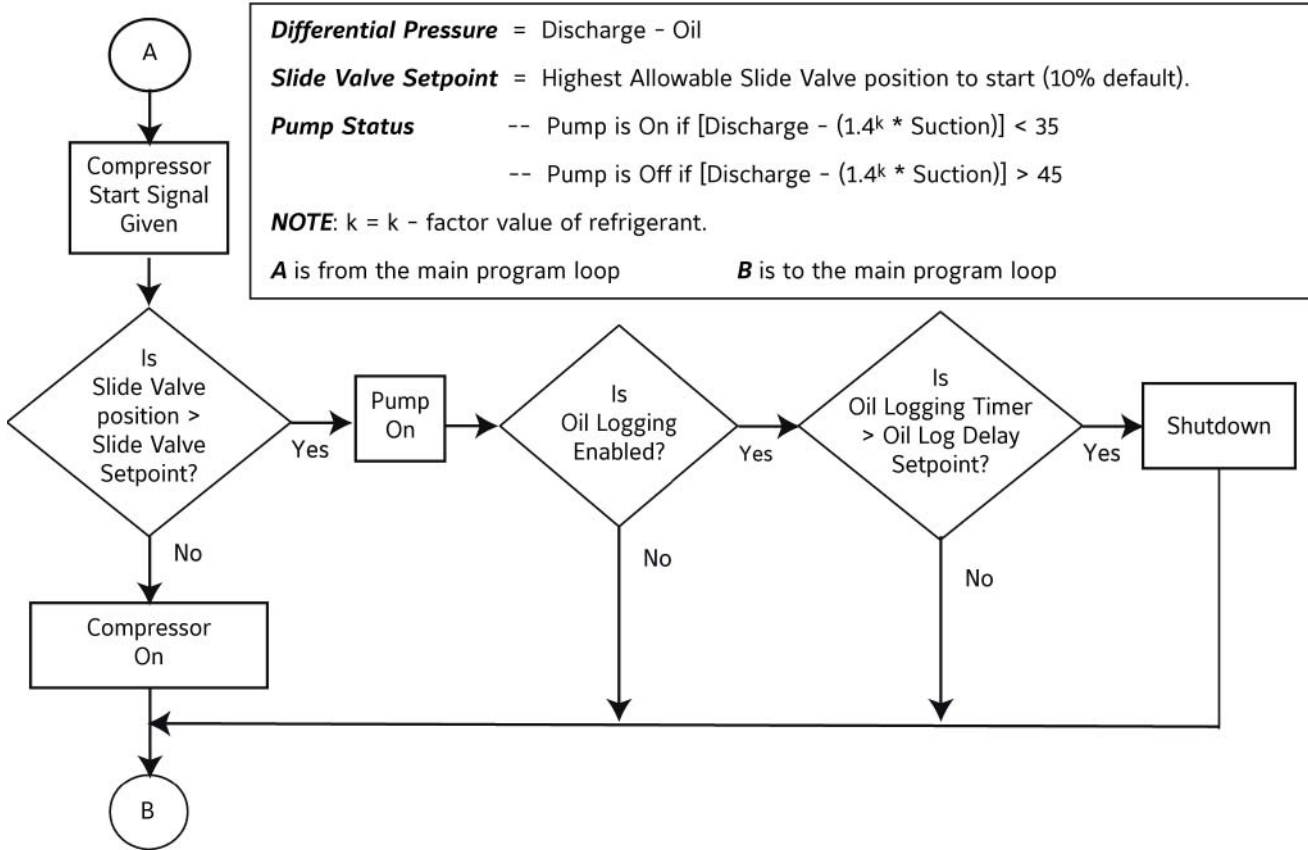 A
Differential Pressure = Discharge - Oil
Slide Valve Setpoint = Highest Allowable Slide Valve position to start (10% default).
Pump Status -- Pump is On if [Discharge - (1.4ᵏ * Suction)] < 35
-- Pump is Off if [Discharge - (1.4ᵏ * Suction)] > 45
NOTE: k = k - factor value of refrigerant.
A is from the main program loop B is to the main program loop
Compressor
Start Signal
Given
Is
Slide Valve
position >
Slide Valve
Setpoint?
Yes
Pump
On
Is
Oil Logging
Enabled?
Yes
Is
Oil Logging Timer
> Oil Log Delay
Setpoint?
Yes
Shutdown
No
No
No
Compressor
On
B